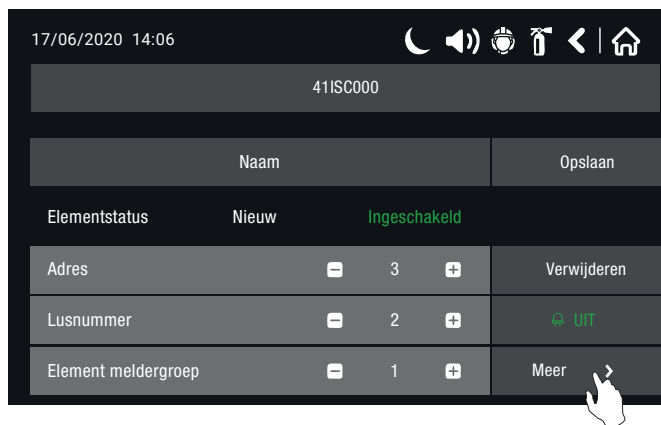 17/06/2020 14:06
41ISC000
Naam Opslaan
Elementstatus Nieuw Ingeschakeld
Adres 3 Verwijderen
Lusnummer 2 UIT
Element meldergroep 1 Meer